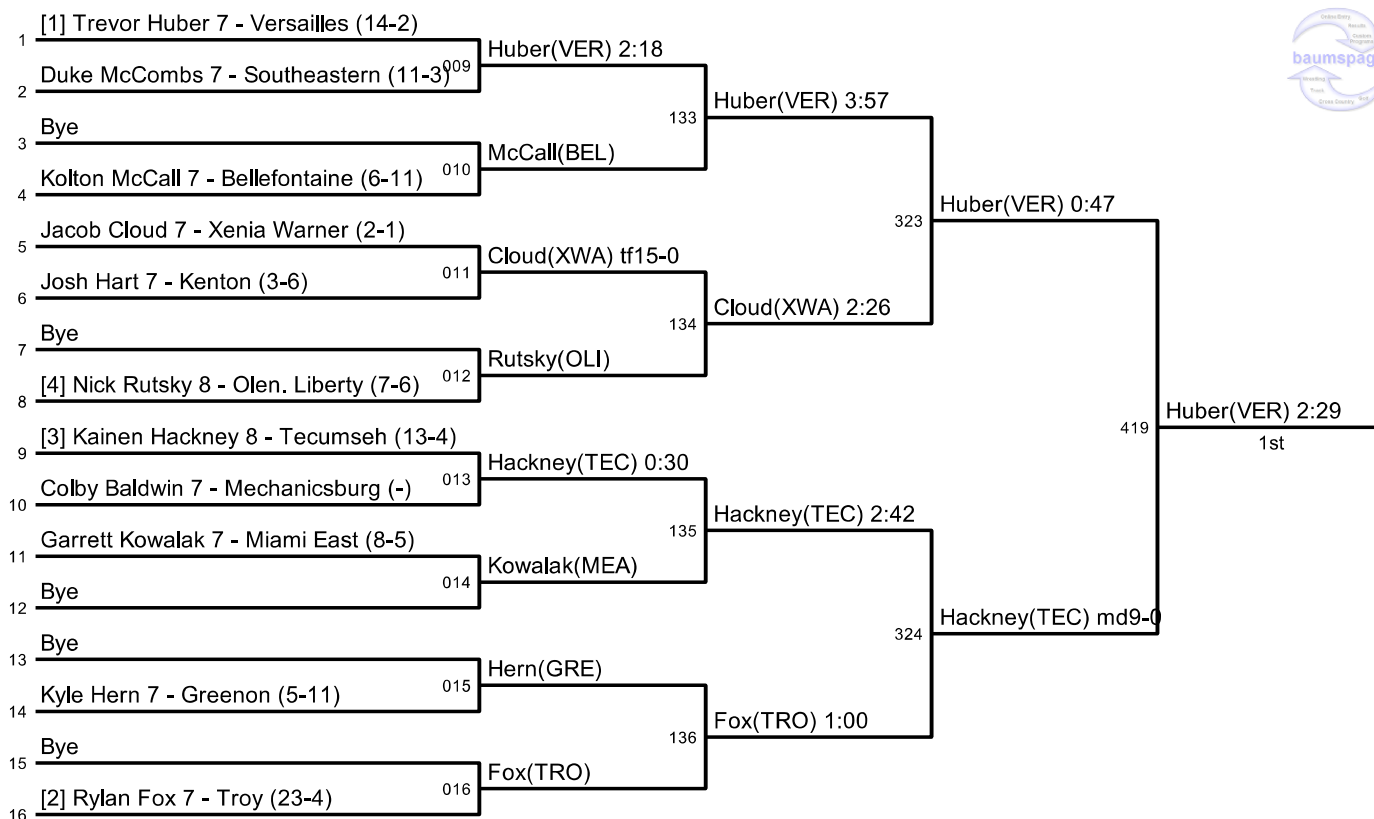 [1] Trevor Huber 7 - Versailles (14-2)
1
Huber(VER) 2:18
009
Duke McCombs 7 - Southeastern (11-3)
2
Huber(VER) 3:57
133
Bye
3
McCall(BEL)
010
Kolton McCall 7 - Bellefontaine (6-11)
4
Huber(VER) 0:47
323
Jacob Cloud 7 - Xenia Warner (2-1)
5
Cloud(XWA) tf15-0
011
Josh Hart 7 - Kenton (3-6)
6
Cloud(XWA) 2:26
134
Bye
7
Rutsky(OLI)
012
[4] Nick Rutsky 8 - Olen. Liberty (7-6)
8
Huber(VER) 2:29
419
1st
[3] Kainen Hackney 8 - Tecumseh (13-4)
9
Hackney(TEC) 0:30
013
Colby Baldwin 7 - Mechanicsburg (-)
10
Hackney(TEC) 2:42
135
Garrett Kowalak 7 - Miami East (8-5)
11
Kowalak(MEA)
014
Bye
12
Hackney(TEC) md9-0
324
Bye
13
Hern(GRE)
015
Kyle Hern 7 - Greenon (5-11)
14
Fox(TRO) 1:00
136
Bye
15
Fox(TRO)
016
[2] Rylan Fox 7 - Troy (23-4)
16
Online Entry
Results
baumspag
Track
Cross Country
Golf